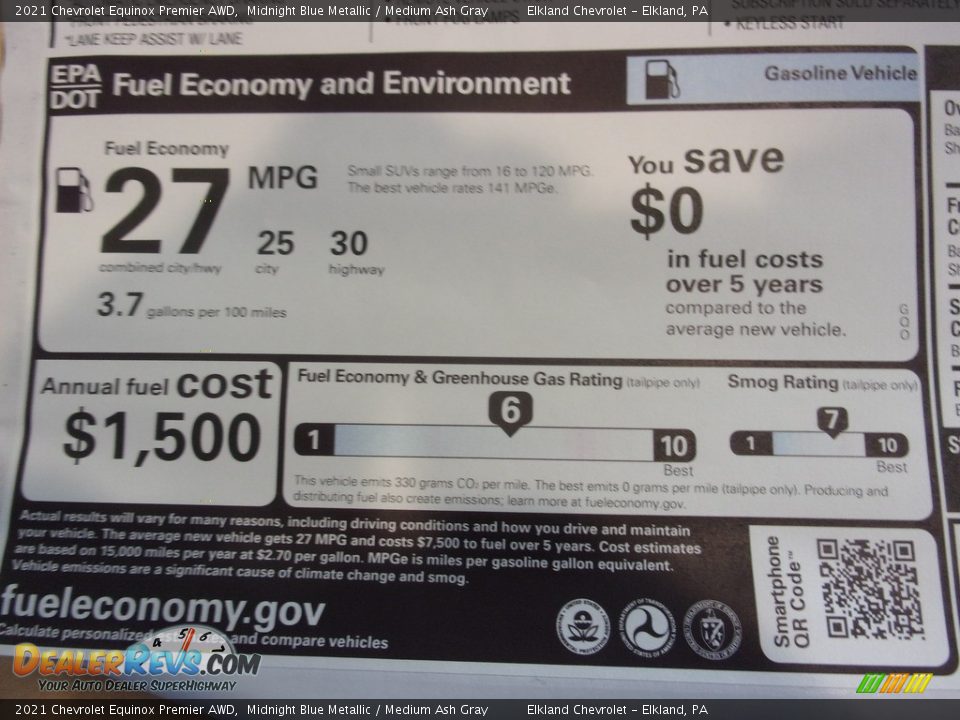 2021 Chevrolet Equinox Premier AWD, Midnight Blue Metallic / Medium Ash Gray Elkland Chevrolet - Elkland, PA
*LANE KEEP ASSIST W/ LANE
• KEYLESS START
EPA
DOT
Fuel Economy and Environment
Gasoline Vehicle
Fuel Economy
27 MPG
Small SUVs range from 16 to 120 MPG.
The best vehicle rates 141 MPGe.
combined city/hwy
25
city
30
highway
3.7 gallons per 100 miles
You save
$0
in fuel costs
over 5 years
compared to the
average new vehicle.
Annual fuel cost
$1,500
Fuel Economy & Greenhouse Gas Rating (tailpipe only)
6
1
10
Best
Smog Rating (tailpipe only)
7
1
10
Best
This vehicle emits 330 grams CO₂ per mile. The best emits 0 grams per mile (tailpipe only). Producing and
distributing fuel also create emissions; learn more at fueleconomy.gov.
Actual results will vary for many reasons, including driving conditions and how you drive and maintain
your vehicle. The average new vehicle gets 27 MPG and costs $7,500 to fuel over 5 years. Cost estimates
are based on 15,000 miles per year at $2.70 per gallon. MPGe is miles per gasoline gallon equivalent.
Vehicle emissions are a significant cause of climate change and smog.
fueleconomy.gov
Calculate personalized and compare vehicles
Smartphone
QR Code™
4 5 6
DEALERREVS.COM
YOUR AUTO DEALER SUPERHIGHWAY
2021 Chevrolet Equinox Premier AWD, Midnight Blue Metallic / Medium Ash Gray Elkland Chevrolet - Elkland, PA